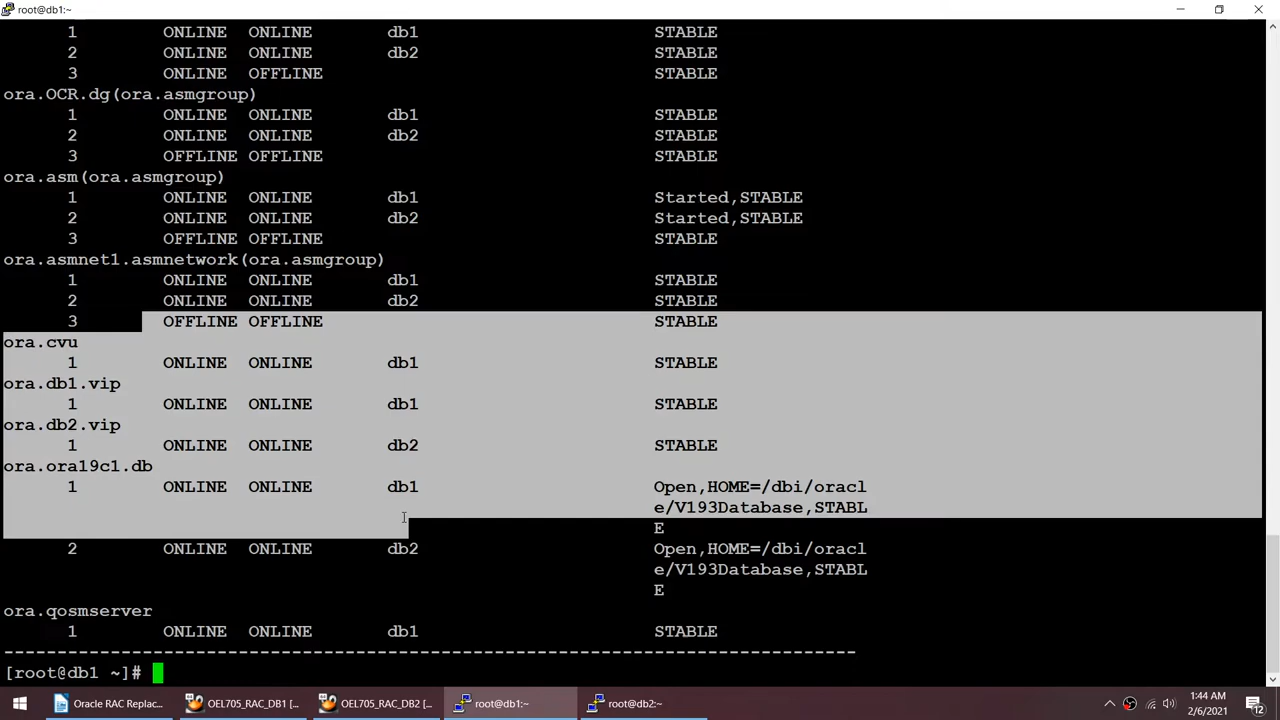 root@db1:~
1 ONLINE ONLINE db1 STABLE
2 ONLINE ONLINE db2 STABLE
3 ONLINE OFFLINE STABLE
ora.OCR.dg(ora.asmgroup)
1 ONLINE ONLINE db1 STABLE
2 ONLINE ONLINE db2 STABLE
3 OFFLINE OFFLINE STABLE
ora.asm(ora.asmgroup)
1 ONLINE ONLINE db1 Started,STABLE
2 ONLINE ONLINE db2 Started,STABLE
3 OFFLINE OFFLINE STABLE
ora.asmnet1.asmnetwork(ora.asmgroup)
1 ONLINE ONLINE db1 STABLE
2 ONLINE ONLINE db2 STABLE
3 OFFLINE OFFLINE STABLE
ora.cvu
1 ONLINE ONLINE db1 STABLE
ora.db1.vip
1 ONLINE ONLINE db1 STABLE
ora.db2.vip
1 ONLINE ONLINE db2 STABLE
ora.ora19c1.db
1 ONLINE ONLINE db1 Open,HOME=/dbi/oracl
e/V193Database,STABL
E
2 ONLINE ONLINE db2 Open,HOME=/dbi/oracl
e/V193Database,STABL
E
ora.qosmserver
1 ONLINE ONLINE db1 STABLE
--------------------------------------------------------------------------------
[root@db1 ~]#
Oracle RAC Replac... OEL705_RAC_DB1 [... OEL705_RAC_DB2 [... root@db1:~ root@db2:~ 1:44 AM
2/6/2021
12